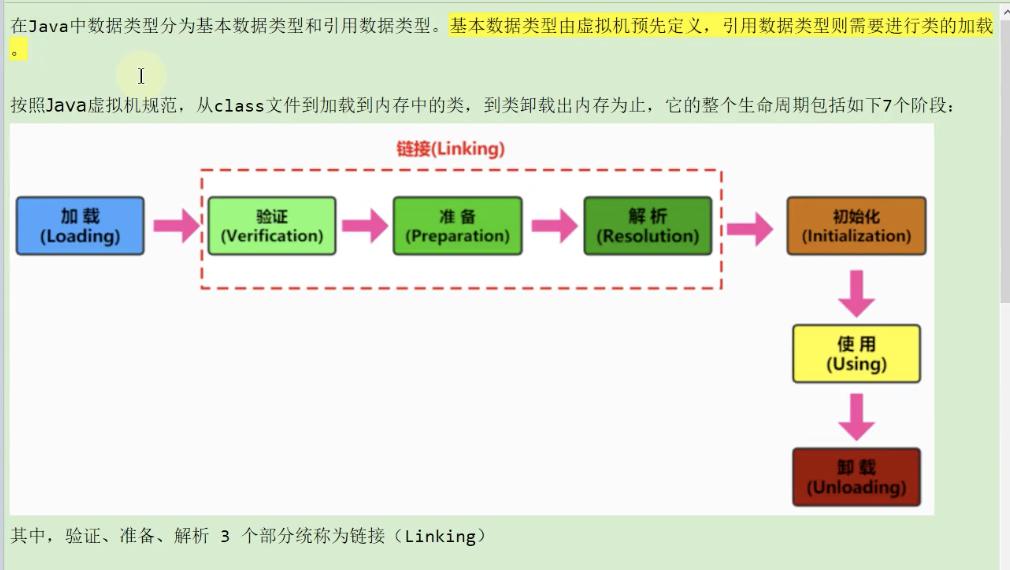 在Java中数据类型分为基本数据类型和引用数据类型。基本数据类型由虚拟机预先定义，引用数据类型则需要进行类的加载
。
按照Java虚拟机规范，从class文件到加载到内存中的类，到类卸载出内存为止，它的整个生命周期包括如下7个阶段：
链接(Linking)
加 载
(Loading)
验证
(Verification)
准 备
(Preparation)
解 析
(Resolution)
初始化
(Initialization)
使 用
(Using)
卸 载
(Unloading)
其中，验证、准备、解析 3 个部分统称为链接（Linking）